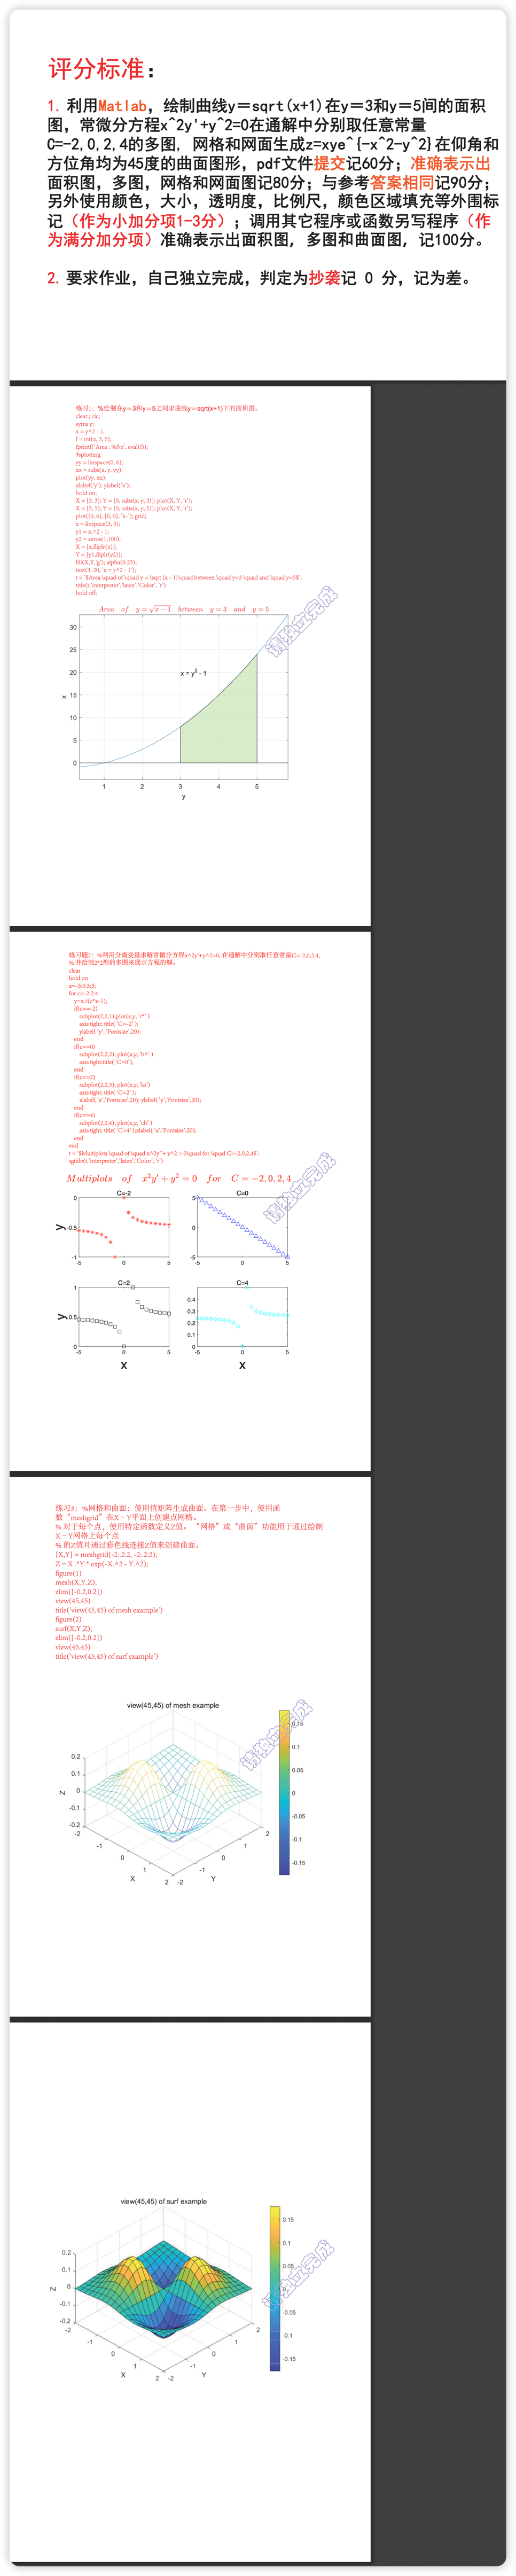 评分标准：
1. 利用Matlab，绘制曲线y＝sqrt(x+1)在y＝3和y＝5间的面积
图，常微分方程x^2y'+y^2=0在通解中分别取任意常量
C=-2,0,2,4的多图，网格和网面生成z=xye^{-x^2-y^2}在仰角和
方位角均为45度的曲面图形，pdf文件提交记60分；准确表示出
面积图，多图，网格和网面图记80分；与参考答案相同记90分；
另外使用颜色，大小，透明度，比例尺，颜色区域填充等外围标
记（作为小加分项1-3分）；调用其它程序或函数另写程序（作
为满分加分项）准确表示出面积图，多图和曲面图，记100分。
2. 要求作业，自己独立完成，判定为抄袭记 0 分，记为差。
练习1：%绘制在y＝3和y＝5之间求曲线y＝sqrt(x+1)下的面积图。
clear ; clc;
syms y;
x = y^2 - 1;
f = int(x, 3, 5);
fprintf('Area : %f\n', eval(f));
%plotting
yy = linspace(0, 6);
xx = subs(x, y, yy);
plot(yy, xx);
xlabel('y'); ylabel('x');
hold on;
X = [3, 3]; Y = [0, subs(x, y, 3)]; plot(X, Y, 'r');
X = [5, 5]; Y = [0, subs(x, y, 5)]; plot(X, Y, 'r');
plot([0, 6], [0, 0], 'k-'); grid;
x = linspace(3, 5);
y1 = x.^2 - 1;
y2 = zeros(1,100);
X = [x,fliplr(x)];
Y = [y1,fliplr(y2)];
fill(X,Y,'g'); alpha(0.25);
text(3, 20, 'x = y^2 - 1');
t = '$Area \quad of \quad y = \sqrt {x - 1}\quad between \quad y=3 \quad and \quad y=5$';
title(t,'interpreter','latex','Color', 'r')
hold off;
Area of y = √x − 1 between y = 3 and y = 5
30
25
20
15
10
5
0
x
x = y2 - 1
1 2 3 4 5
y
请独立完成
练习题2：%利用分离变量求解常微分方程x^2y'+y^2=0, 在通解中分别取任意常量C=-2,0,2,4,
% 并绘制2*2型的多图来展示方程的解。
clear
hold on
x=-5:0.5:5;
for c=-2:2:4
y=x./(c*x-1);
if(c==-2)
subplot(2,2,1),plot(x,y, 'r*' )
axis tight; title( 'C=-2' );
ylabel( 'y', 'Fontsize',20);
end
if(c==0)
subplot(2,2,2), plot(x,y, 'b^' )
axis tight;title( 'C=0');
end
if(c==2)
subplot(2,2,3), plot(x,y, 'ks')
axis tight; title( 'C=2' );
xlabel( 'x','Fontsize',20); ylabel( 'y','Fontsize',20);
end
if(c==4)
subplot(2,2,4), plot(x,y, 'ch' )
axis tight; title( 'C=4' );xlabel( 'x','Fontsize',20);
end
end
t = '$Multiplots \quad of \quad x^2y''+ y^2 = 0\quad for \quad C=-2,0,2,4$';
sgtitle(t,'interpreter','latex','Color', 'r')
Multiplots of x2y′ + y2 = 0 for C = −2, 0, 2, 4
C=-2
0
-0.5
-1
y
-5 0 5
C=0
5
0
-5
-5 0 5
C=2
1
0.5
0
y
-5 0 5
x
C=4
0.4
0.3
0.2
0.1
0
-5 0 5
x
请独立完成
练习3：%网格和曲面：使用值矩阵生成曲面。在第一步中，使用函
数“meshgrid”在X–Y平面上创建点网格。
% 对于每个点，使用特定函数定义Z值。 “网格”或“曲面”功能用于通过绘制
X–Y网格上每个点
% 的Z值并通过彩色线连接Z值来创建曲面。
[X,Y] = meshgrid(-2:.2:2, -2:.2:2);
Z = X .*Y.* exp(-X.^2 - Y.^2);
figure(1)
mesh(X,Y,Z);
zlim([-0.2,0.2])
view(45,45)
title('view(45,45) of mesh example')
figure(2)
surf(X,Y,Z);
zlim([-0.2,0.2])
view(45,45)
title('view(45,45) of surf example')
view(45,45) of mesh example
0.2
0.1
0
-0.1
-0.2
Z
-2 -1 0 1 2
X
-2 -1 0 1 2
Y
0.15
0.1
0.05
0
-0.05
-0.1
-0.15
请独立完成
view(45,45) of surf example
0.2
0.1
0
-0.1
-0.2
Z
-2 -1 0 1 2
X
-2 -1 0 1 2
Y
0.15
0.1
0.05
-0.05
-0.1
-0.15
请独立完成